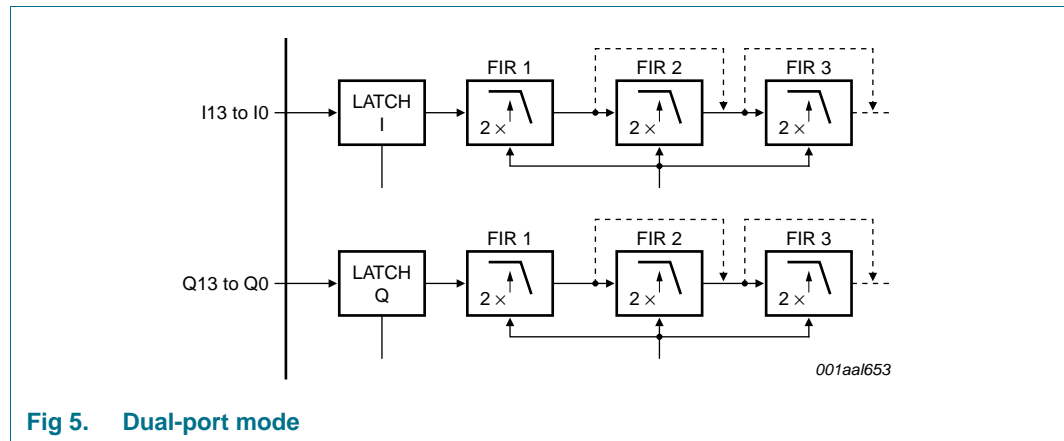 FIR 1
FIR 2
FIR 3
I13 to I0
LATCH
I
2 ×
2 ×
2 ×
FIR 1
FIR 2
FIR 3
Q13 to Q0
LATCH
Q
2 ×
2 ×
2 ×
001aal653
Fig 5. Dual-port mode